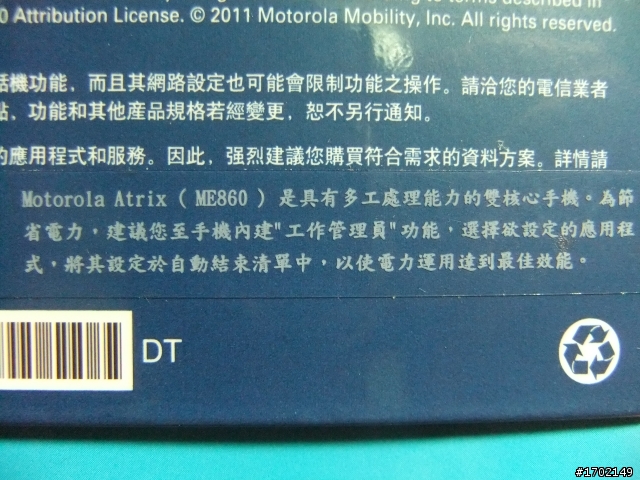 to terms described in
0 Attribution License. © 2011 Motorola Mobility, Inc. All rights reserved.
話機功能，而且其網路設定也可能會限制功能之操作。請洽您的電信業者
點、功能和其他產品規格若經變更，恕不另行通知。
的應用程式和服務。因此，强烈建議您購買符合需求的資料方案。詳情請
Motorola Atrix ( ME860 ) 是具有多工處理能力的雙核心手機。為節
省電力，建議您至手機內建"工作管理員"功能，選擇欲設定的應用程
式，將其設定於自動結束清單中，以使電力運用達到最佳效能。
DT
#1702149